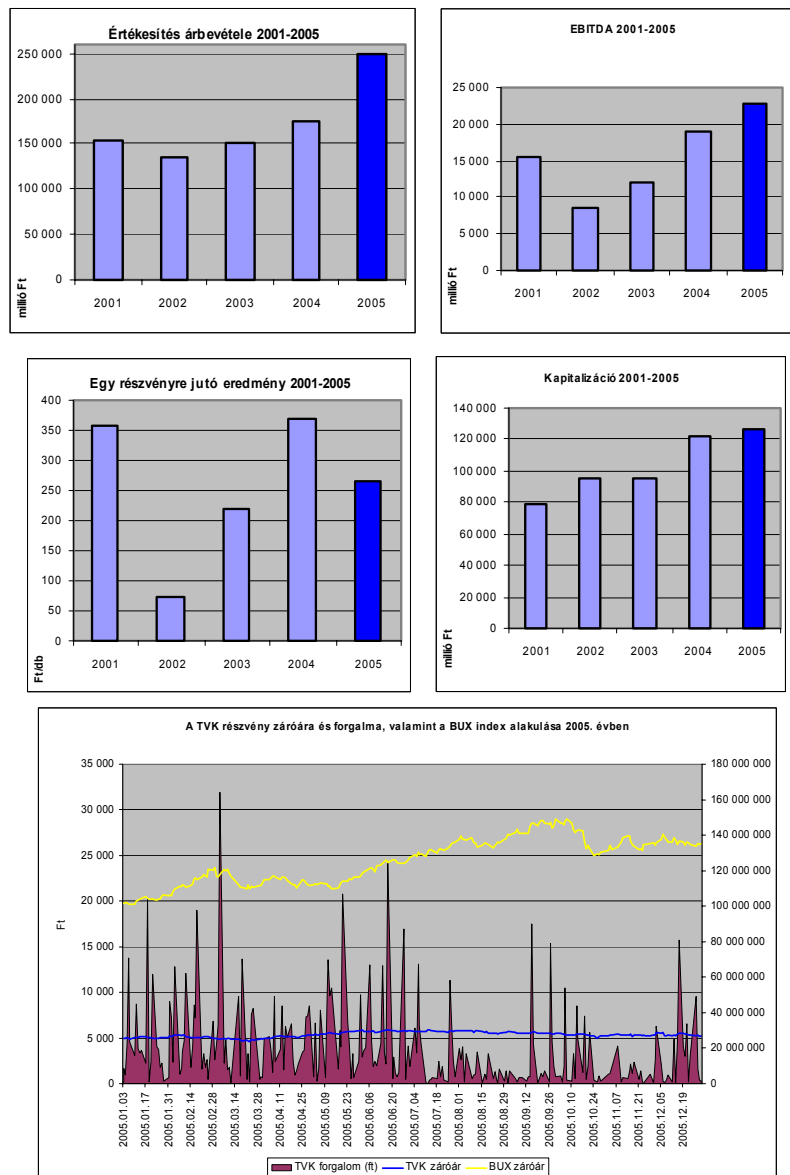 Értékesítés árbevétele 2001-2005
250 000
200 000
150 000
100 000
50 000
0
millió Ft
2001 2002 2003 2004 2005
EBITDA 2001-2005
25 000
20 000
15 000
10 000
5 000
0
millió Ft
2001 2002 2003 2004 2005
Egy részvényre jutó eredmény 2001-2005
400
350
300
250
200
150
100
50
0
Ft/db
2001 2002 2003 2004 2005
Kapitalizáció 2001-2005
140 000
120 000
100 000
80 000
60 000
40 000
20 000
0
millió Ft
2001 2002 2003 2004 2005
A TVK részvény záróára és forgalma, valamint a BUX index alakulása 2005. évben
35 000
30 000
25 000
20 000
15 000
10 000
5 000
0
Ft
180 000 000
160 000 000
140 000 000
120 000 000
100 000 000
80 000 000
60 000 000
40 000 000
20 000 000
0
2005.01.03
2005.01.17
2005.01.31
2005.02.14
2005.02.28
2005.03.14
2005.03.28
2005.04.11
2005.04.25
2005.05.09
2005.05.23
2005.06.06
2005.06.20
2005.07.04
2005.07.18
2005.08.01
2005.08.15
2005.08.29
2005.09.12
2005.09.26
2005.10.10
2005.10.24
2005.11.07
2005.11.21
2005.12.05
2005.12.19
TVK forgalom (ft) TVK záróár BUX záróár